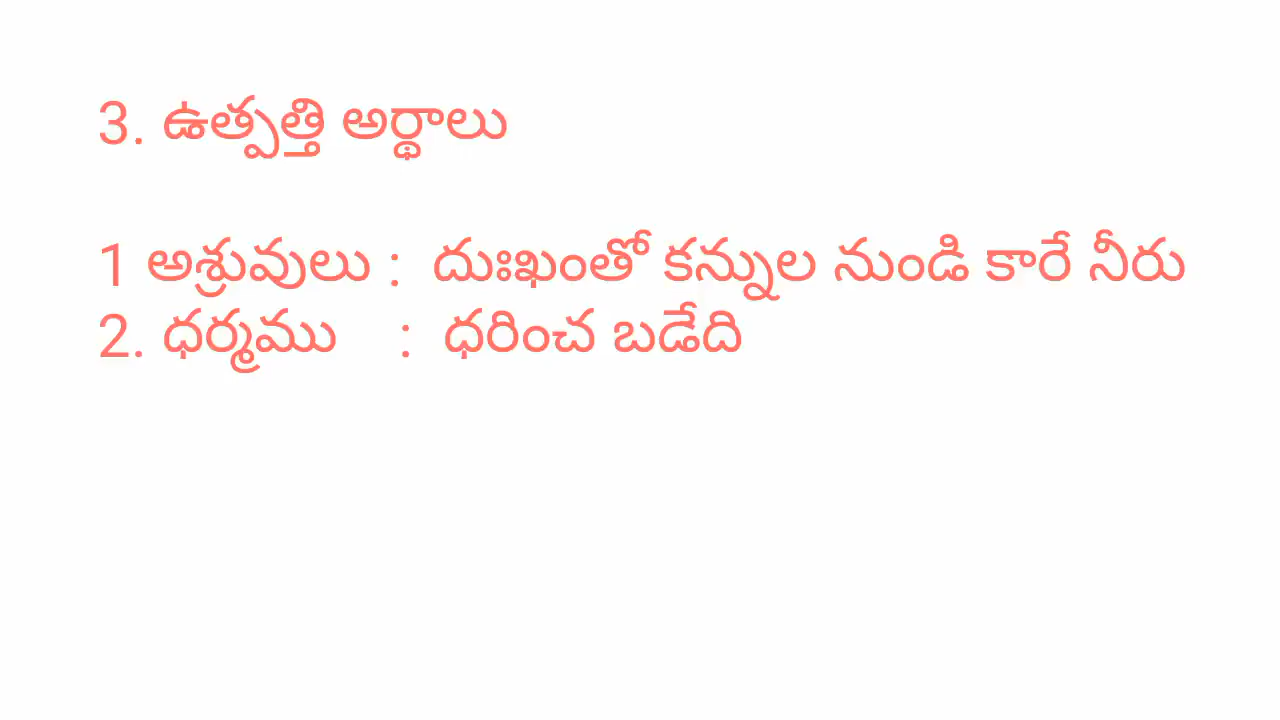 3. ఉత్పత్తి అర్థాలు
1 అశ్రువులు : దుఃఖంతో కన్నుల నుండి కారే నీరు
2. ధర్మము : ధరించ బడేది